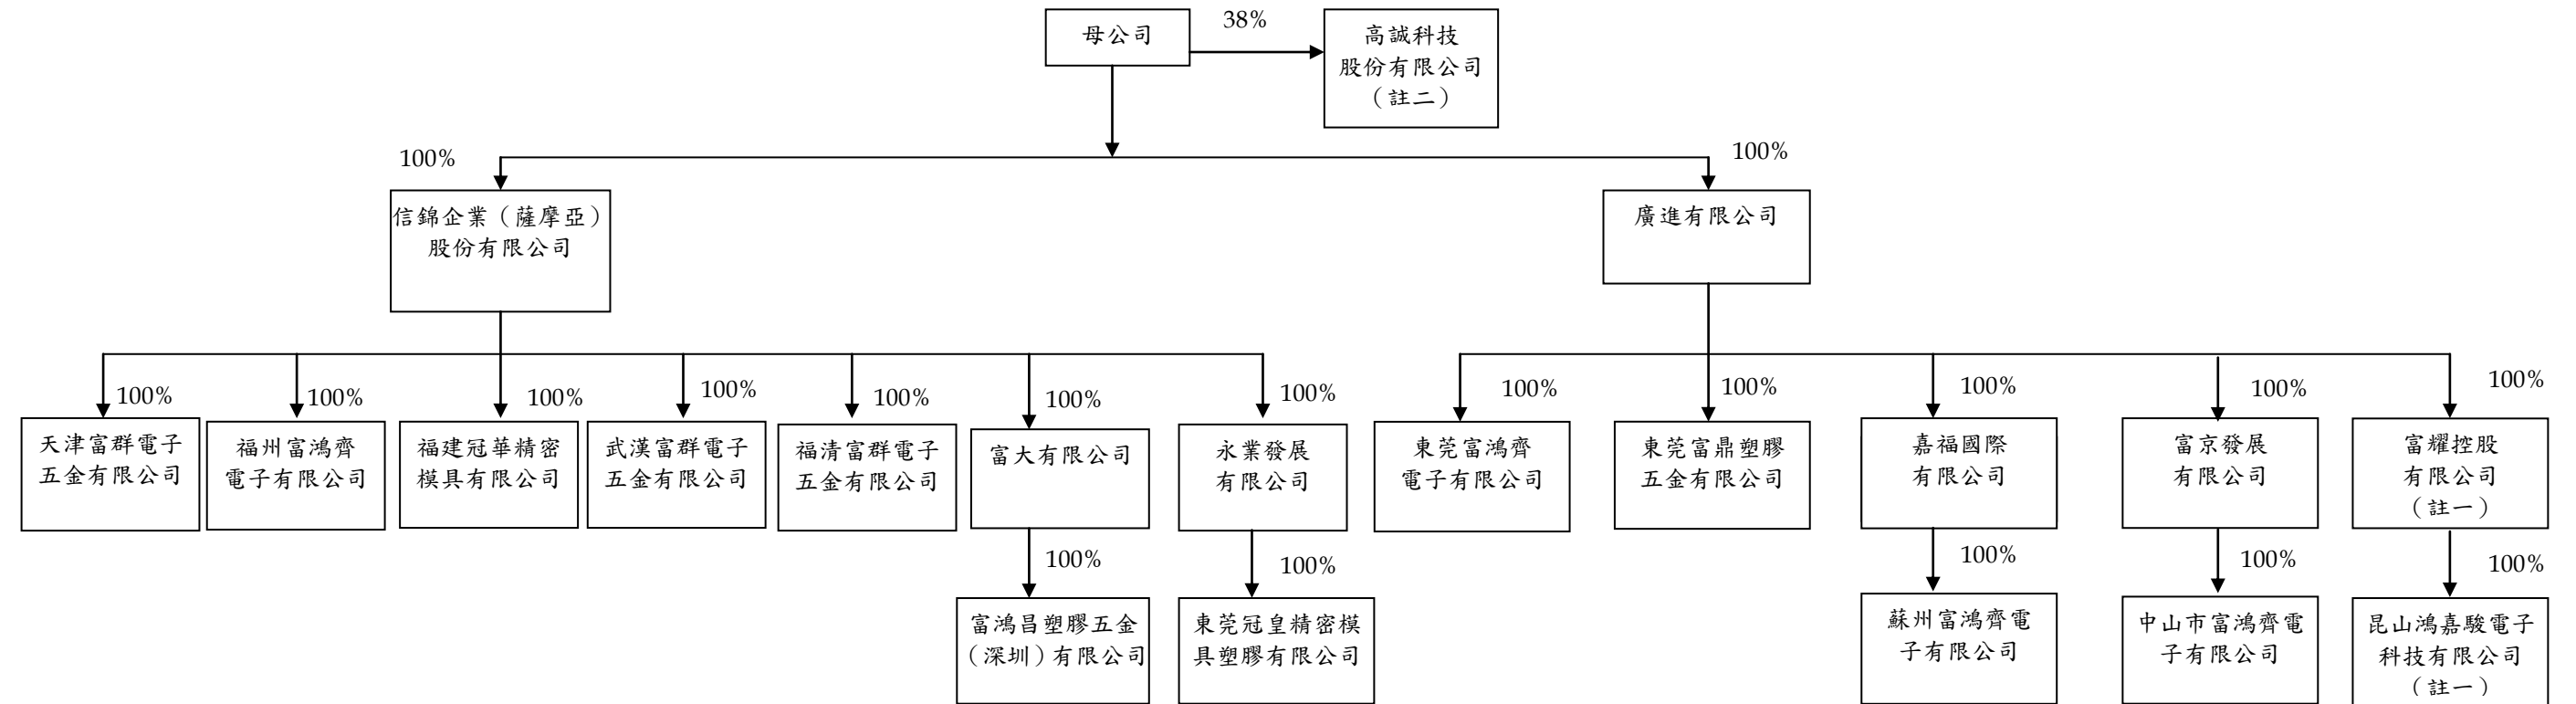 母公司
38%
高誠科技
股份有限公司
（註二）
100%
100%
信錦企業（薩摩亞）
股份有限公司
廣進有限公司
100%
100%
100%
100%
100%
100%
100%
100%
100%
100%
100%
100%
天津富群電子
五金有限公司
福州富鴻齊
電子有限公司
福建冠華精密
模具有限公司
武漢富群電子
五金有限公司
福清富群電子
五金有限公司
富大有限公司
永業發展
有限公司
東莞富鴻齊
電子有限公司
東莞富鼎塑膠
五金有限公司
嘉福國際
有限公司
富京發展
有限公司
富耀控股
有限公司
（註一）
100%
100%
100%
100%
100%
富鴻昌塑膠五金
（深圳）有限公司
東莞冠皇精密模
具塑膠有限公司
蘇州富鴻齊電
子有限公司
中山市富鴻齊電
子有限公司
昆山鴻嘉駿電子
科技有限公司
（註一）